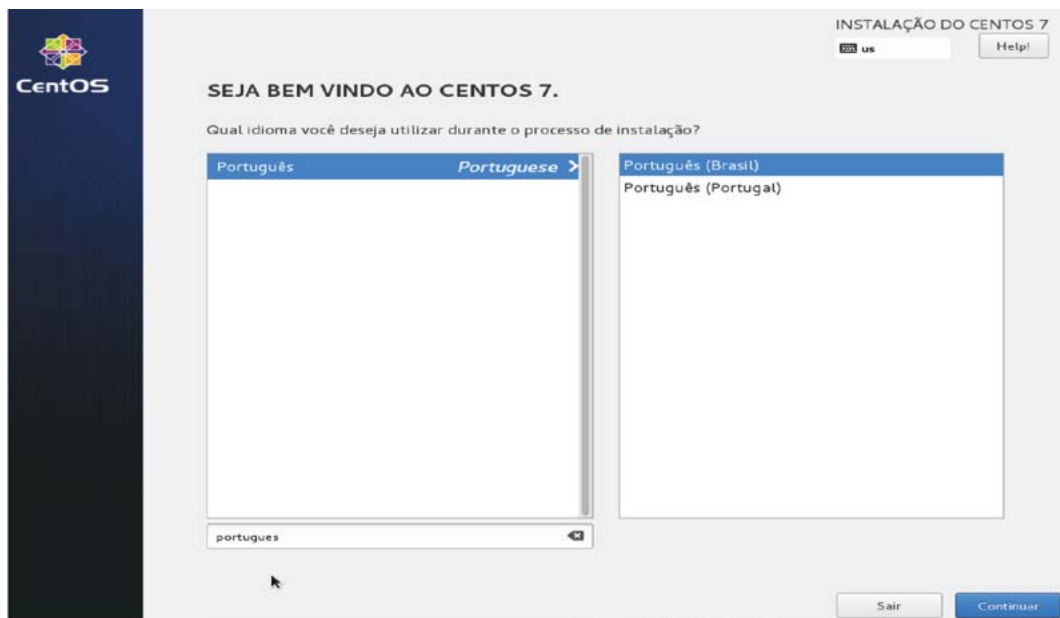 INSTALAÇÃO DO CENTOS 7
us
Help!
CentOS
SEJA BEM VINDO AO CENTOS 7.
Qual idioma você deseja utilizar durante o processo de instalação?
Português Portuguese >
Português (Brasil)
Português (Portugal)
portugues
Sair
Continuar